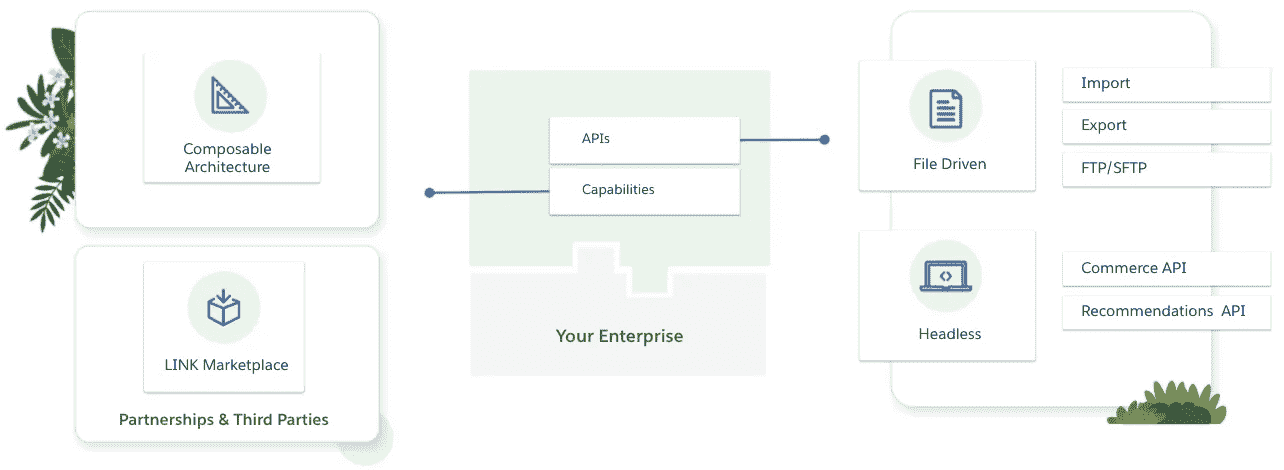 Composable
Architecture
LINK Marketplace
Partnerships & Third Parties
APIs
Capabilities
Your Enterprise
File Driven
Import
Export
FTP/SFTP
Headless
Commerce API
Recommendations API